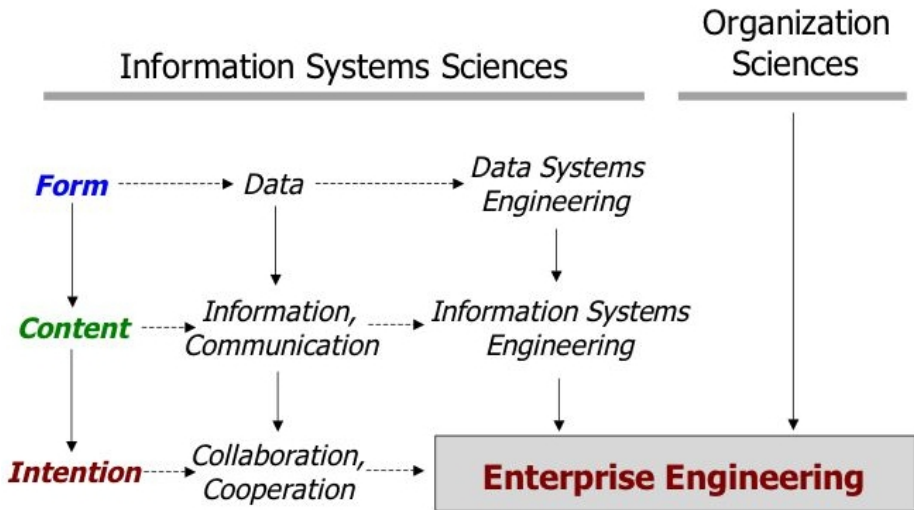 Information Systems Sciences
Organization
Sciences
Form
Data
Data Systems
Engineering
Content
Information,
Communication
Information Systems
Engineering
Intention
Collaboration,
Cooperation
Enterprise Engineering